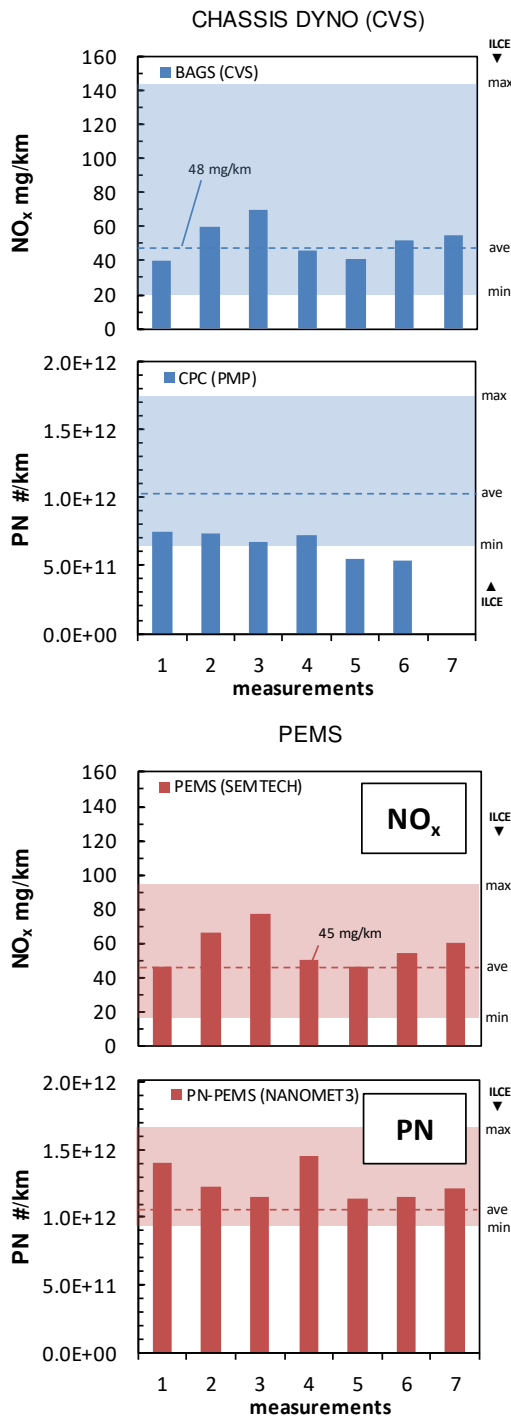 CHASSIS DYNO (CVS)
ILCE
▼
160
140
120
100
80
60
40
20
0
NOₓ mg/km
BAGS (CVS)
48 mg/km
max
ave
min
2.0E+12
1.5E+12
1.0E+12
5.0E+11
0.0E+00
PN #/km
CPC (PMP)
max
ave
min
▲
ILCE
1 2 3 4 5 6 7
measurements
PEMS
160
140
120
100
80
60
40
20
0
NOₓ mg/km
PEMS (SEMTECH)
NOₓ
45 mg/km
ILCE
▼
max
ave
min
2.0E+12
1.5E+12
1.0E+12
5.0E+11
0.0E+00
PN #/km
PN-PEMS (NANOMET3)
PN
ILCE
▼
max
ave
min
1 2 3 4 5 6 7
measurements